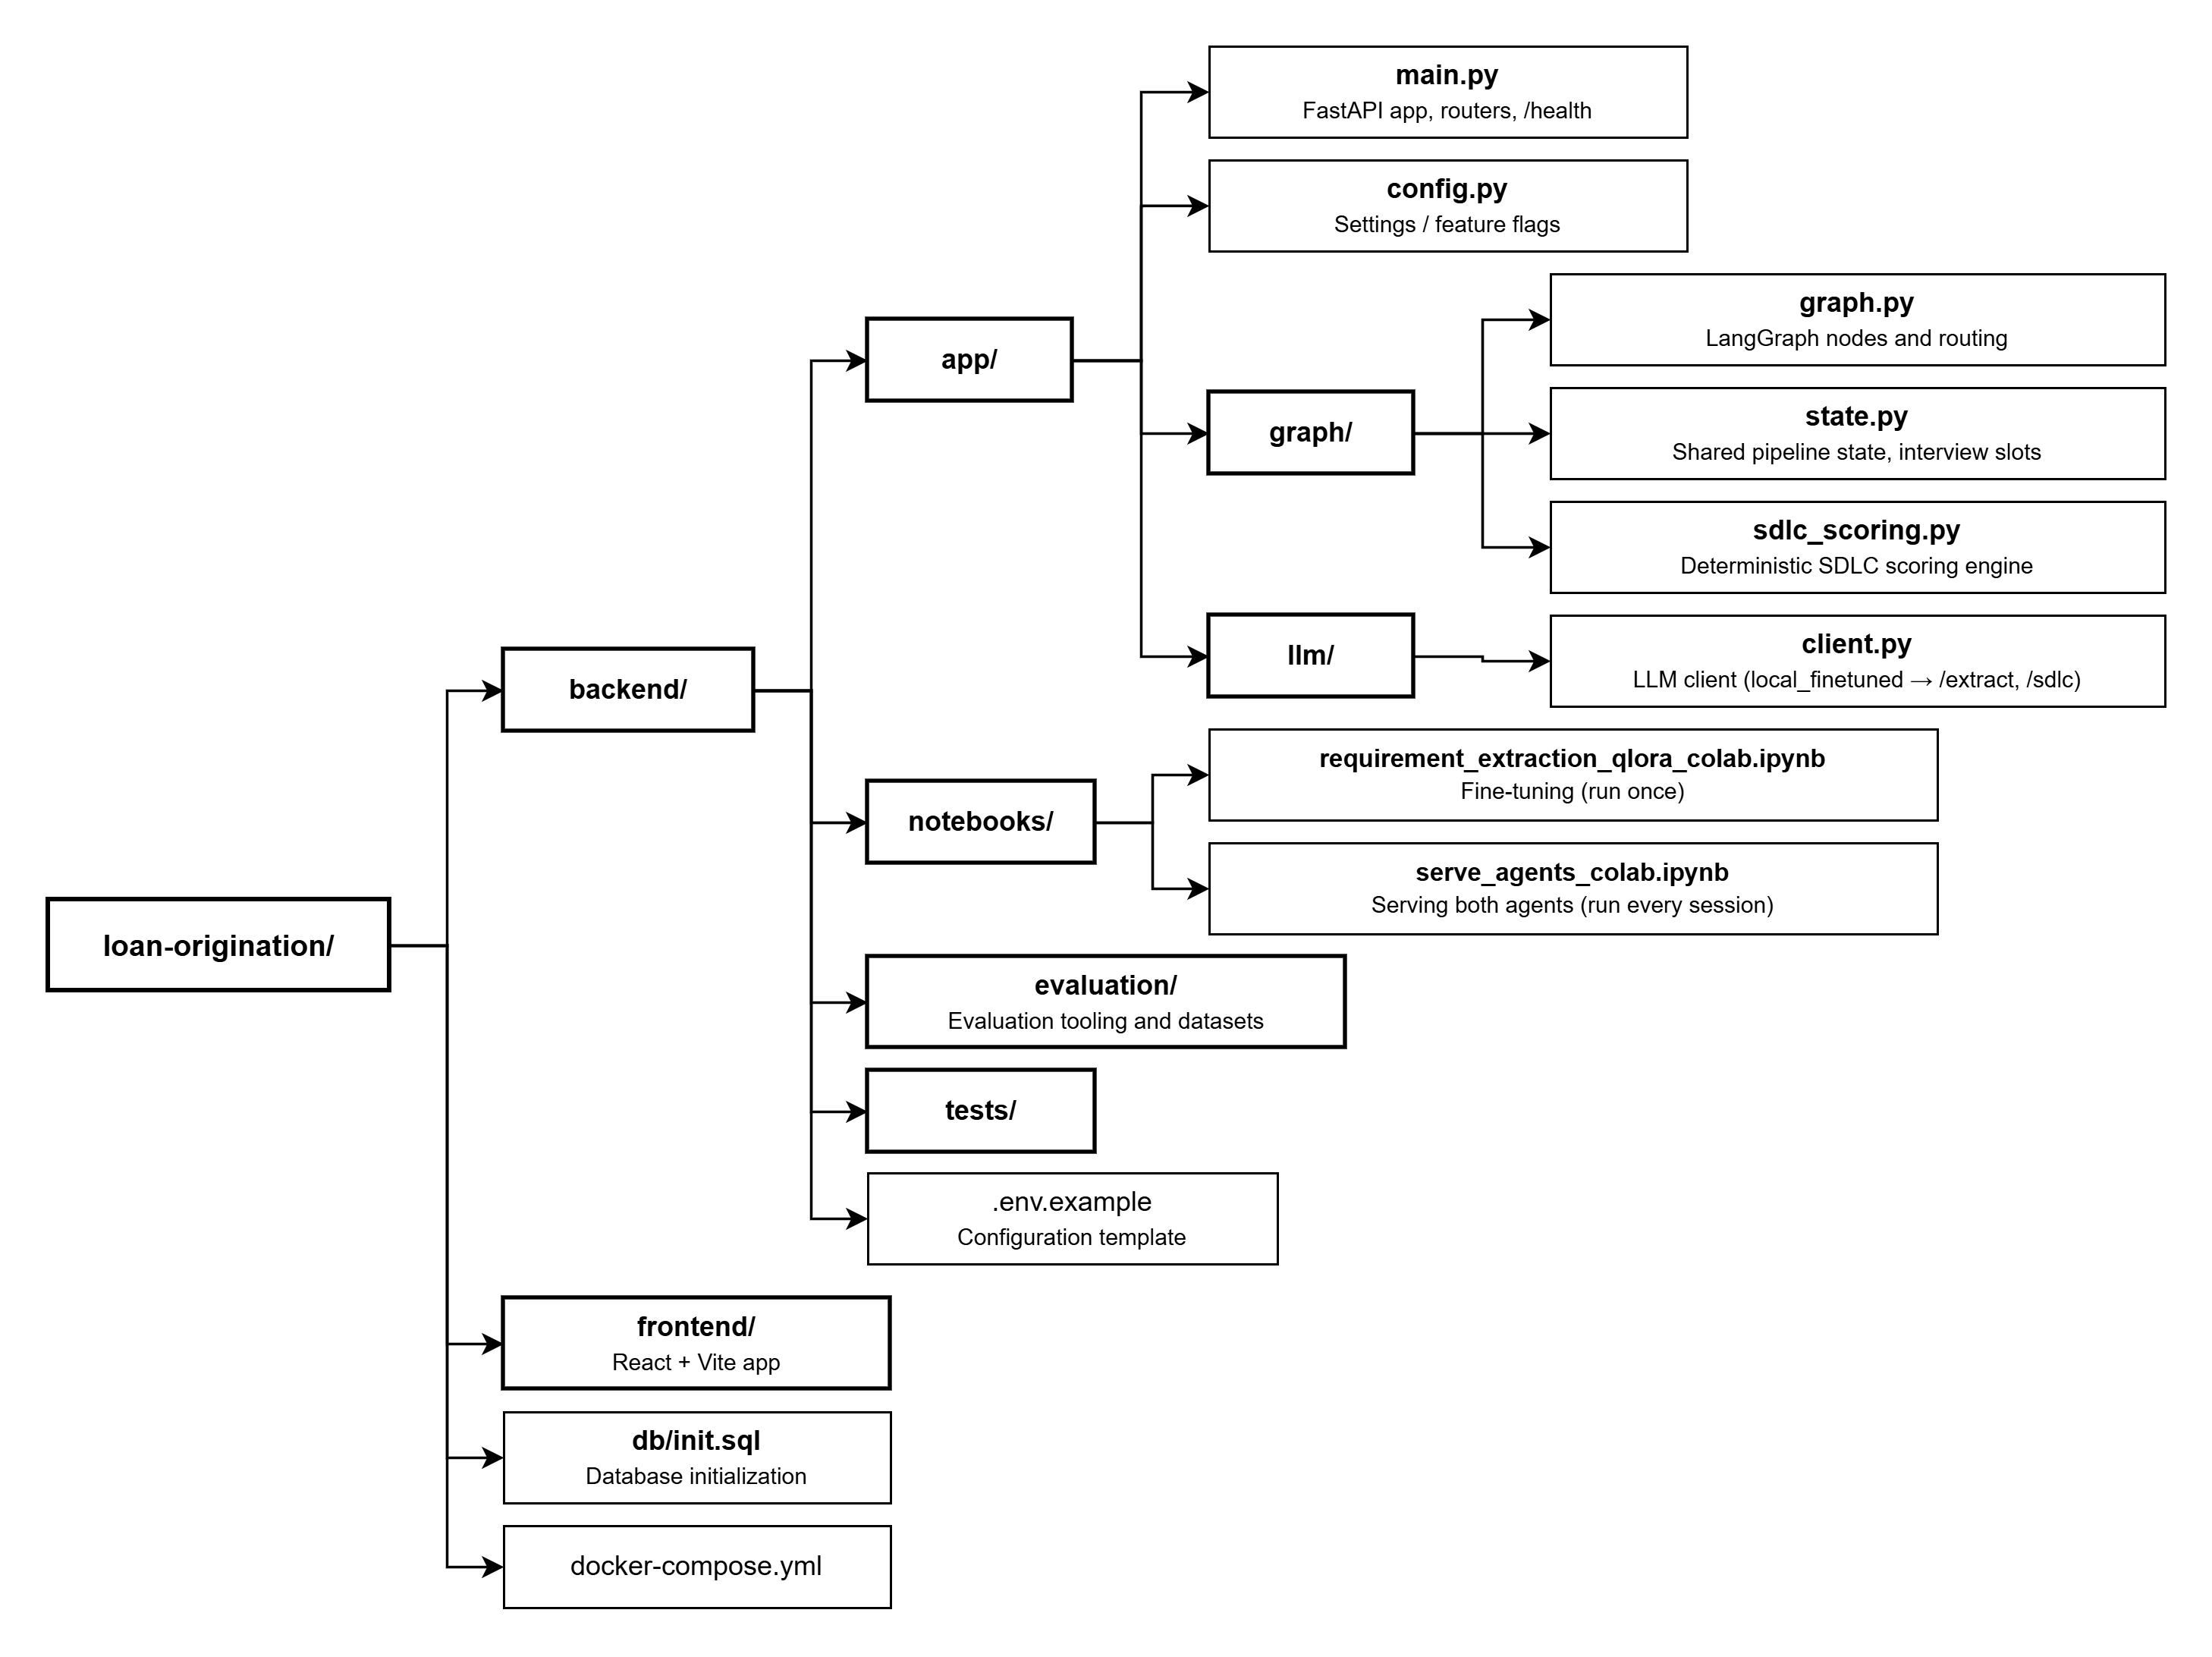 main.py
FastAPI app, routers, /health
config.py
Settings / feature flags
graph.py
LangGraph nodes and routing
app/
state.py
Shared pipeline state, interview slots
graph/
sdlc_scoring.py
Deterministic SDLC scoring engine
client.py
LLM client (local_finetuned → /extract, /sdlc)
llm/
backend/
requirement_extraction_qlora_colab.ipynb
Fine-tuning (run once)
notebooks/
serve_agents_colab.ipynb
Serving both agents (run every session)
loan-origination/
evaluation/
Evaluation tooling and datasets
tests/
.env.example
Configuration template
frontend/
React + Vite app
db/init.sql
Database initialization
docker-compose.yml